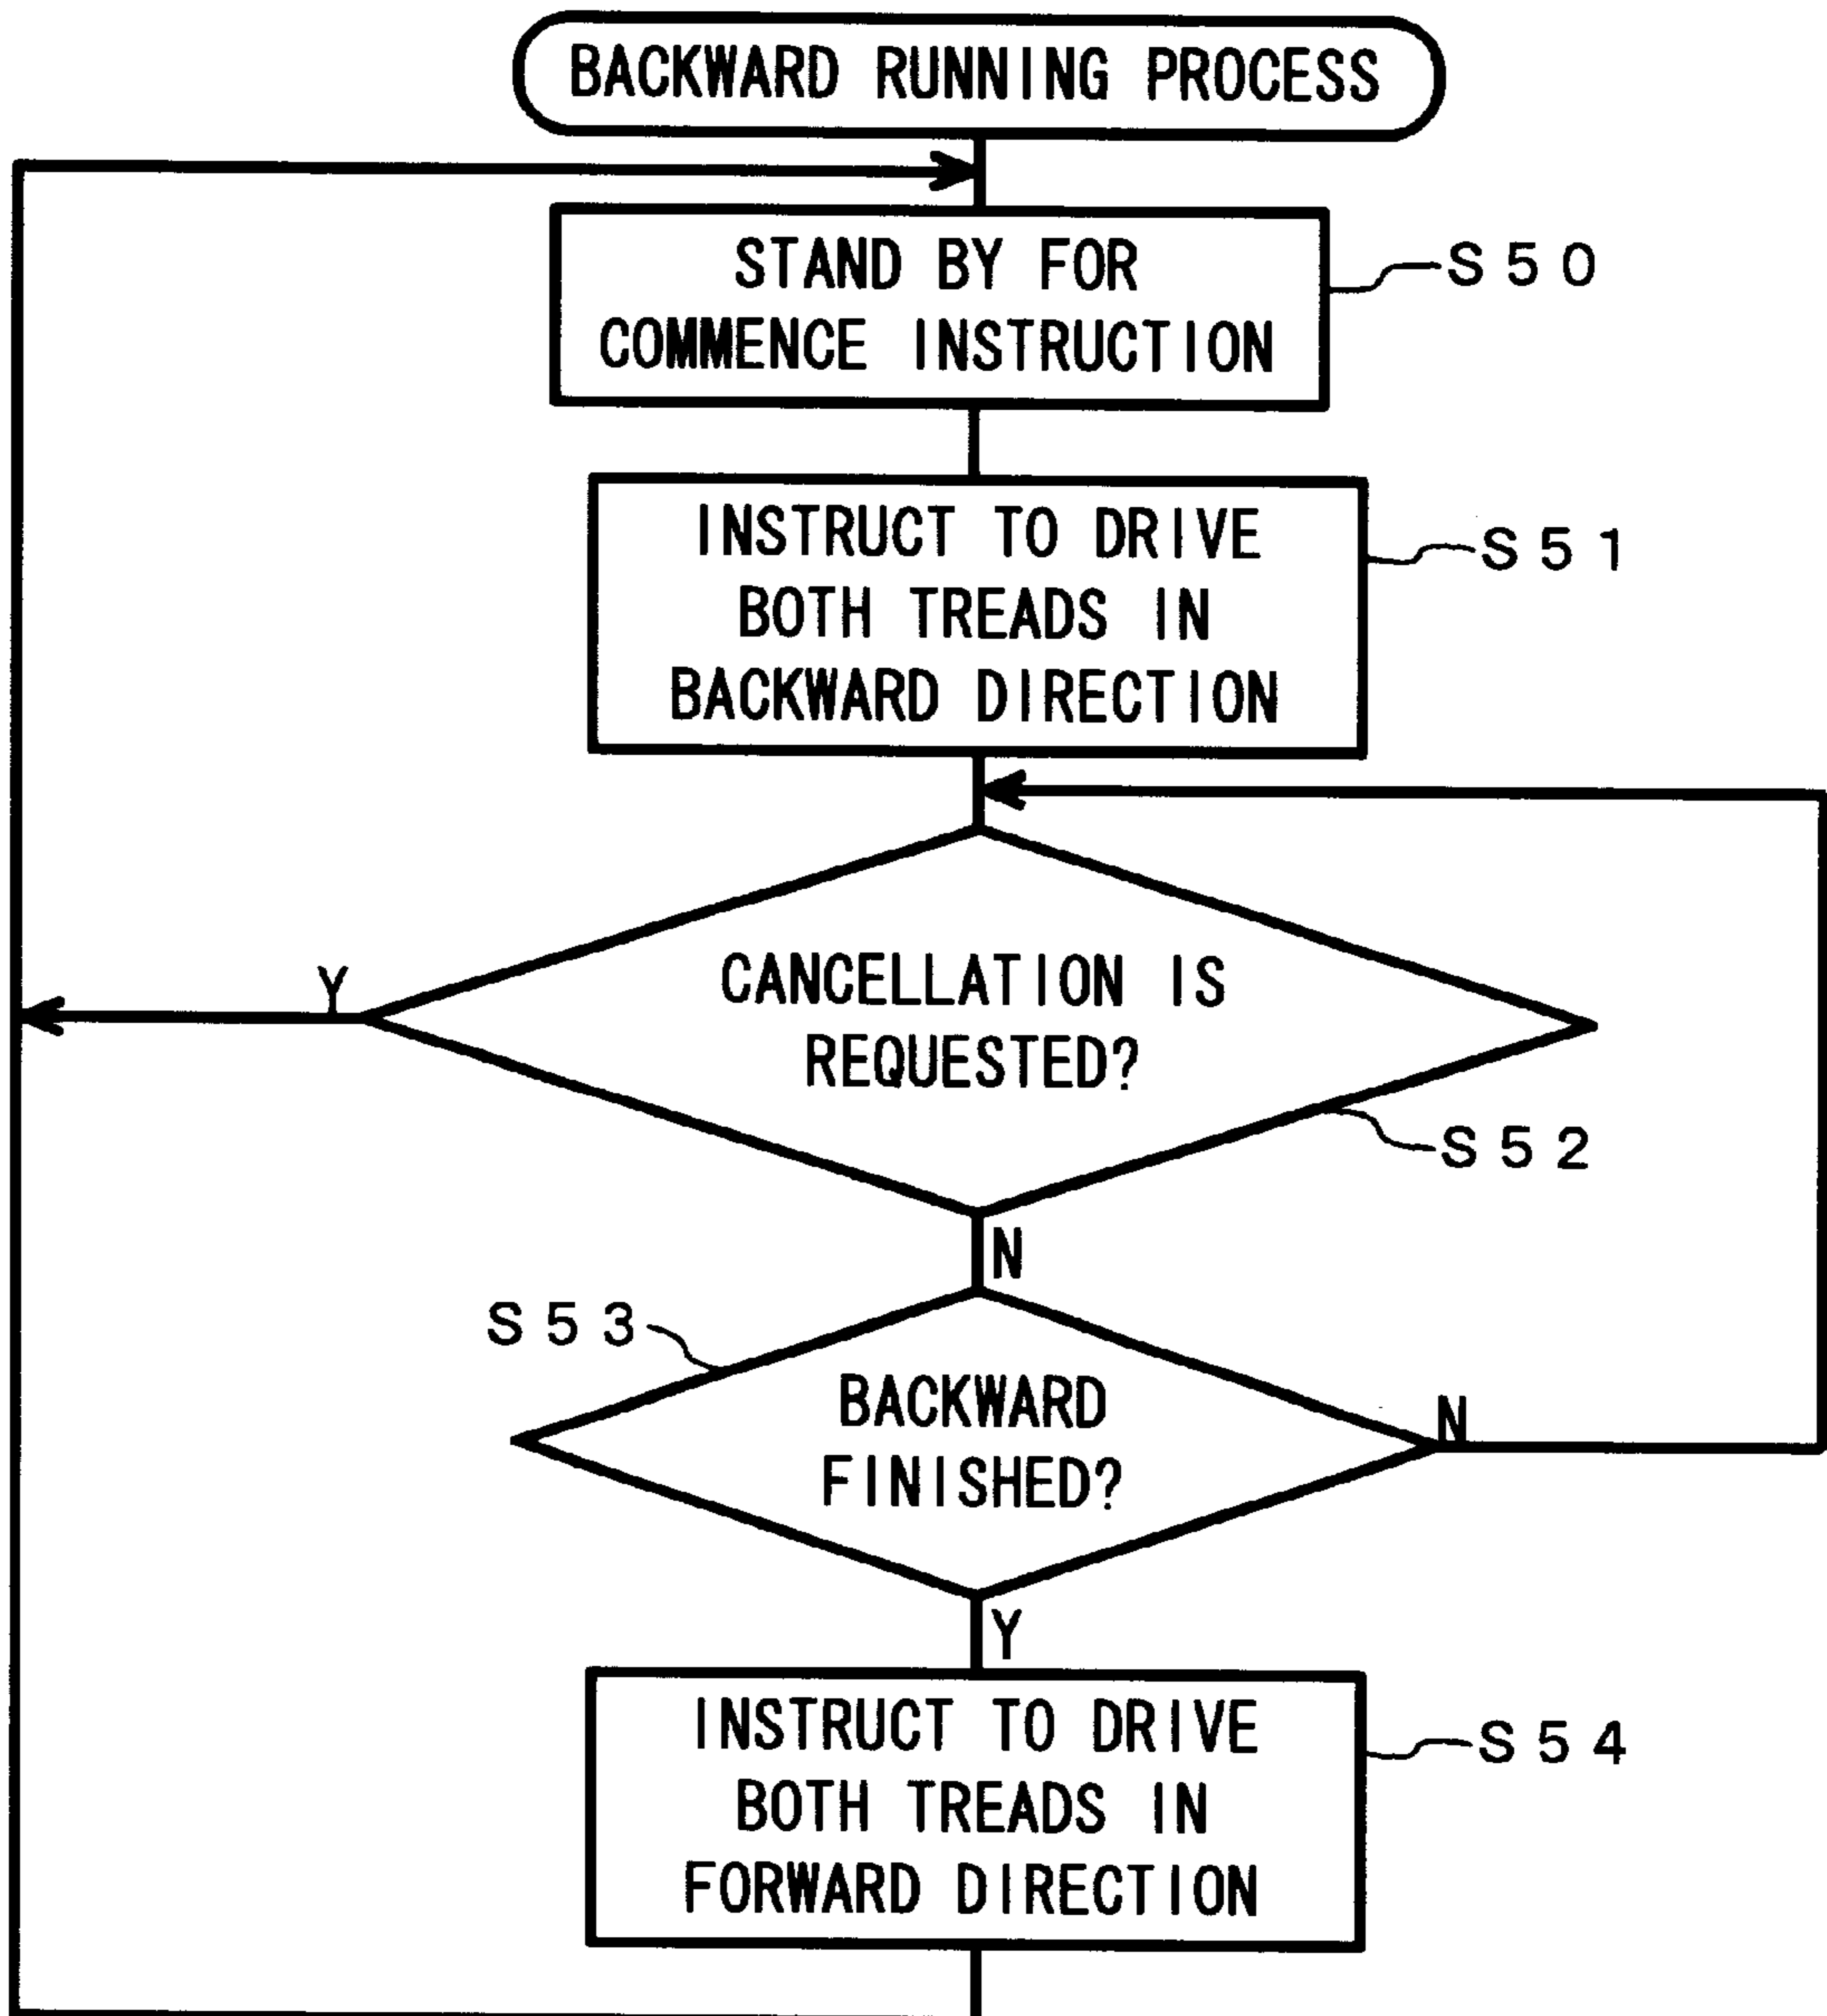 BACKWARD RUNNING PROCESS
STAND BY FOR
COMMENCE INSTRUCTION
S50
INSTRUCT TO DRIVE
BOTH TREADS IN
BACKWARD DIRECTION
S51
CANCELLATION IS
REQUESTED?
Y
S52
N
S53
BACKWARD
FINISHED?
N
Y
INSTRUCT TO DRIVE
BOTH TREADS IN
FORWARD DIRECTION
S54